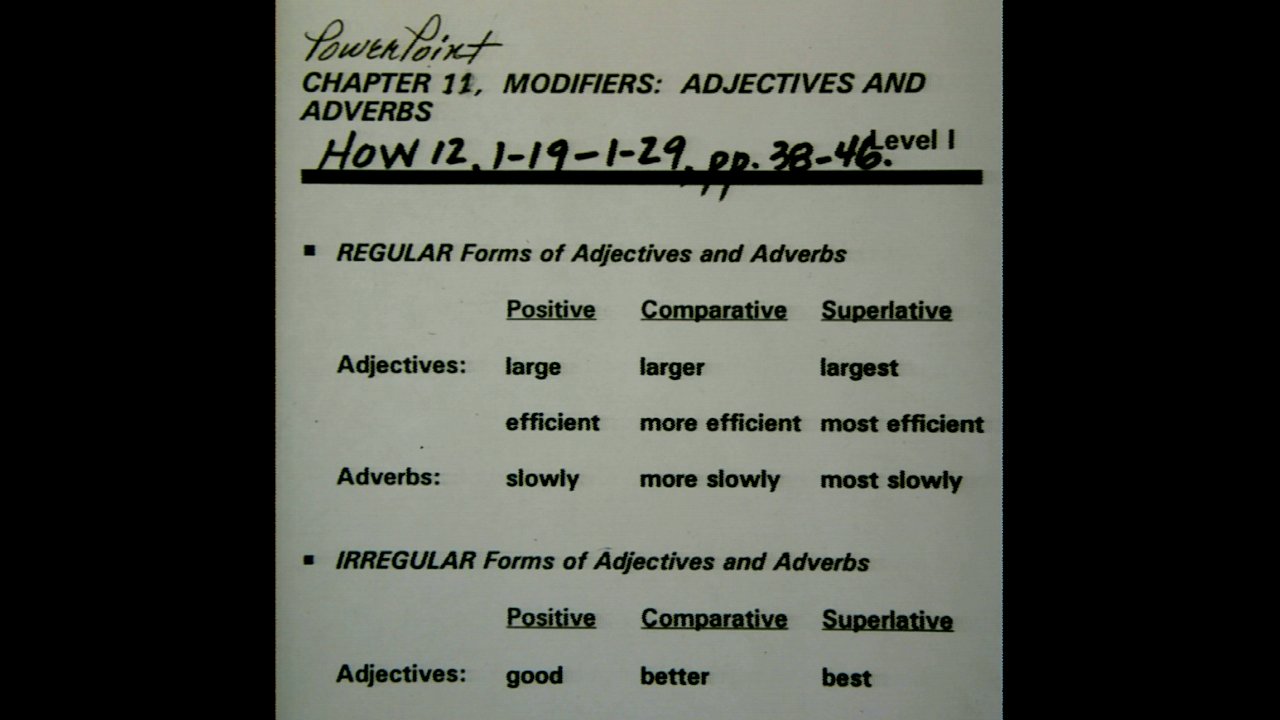 PowerPoint
CHAPTER 11, MODIFIERS: ADJECTIVES AND
ADVERBS
Level I
HOW 12, 1-19-1-29, pp. 38-46.
■ REGULAR Forms of Adjectives and Adverbs
Positive Comparative Superlative
Adjectives: large larger largest
efficient more efficient most efficient
Adverbs: slowly more slowly most slowly
■ IRREGULAR Forms of Adjectives and Adverbs
Positive Comparative Superlative
Adjectives: good better best